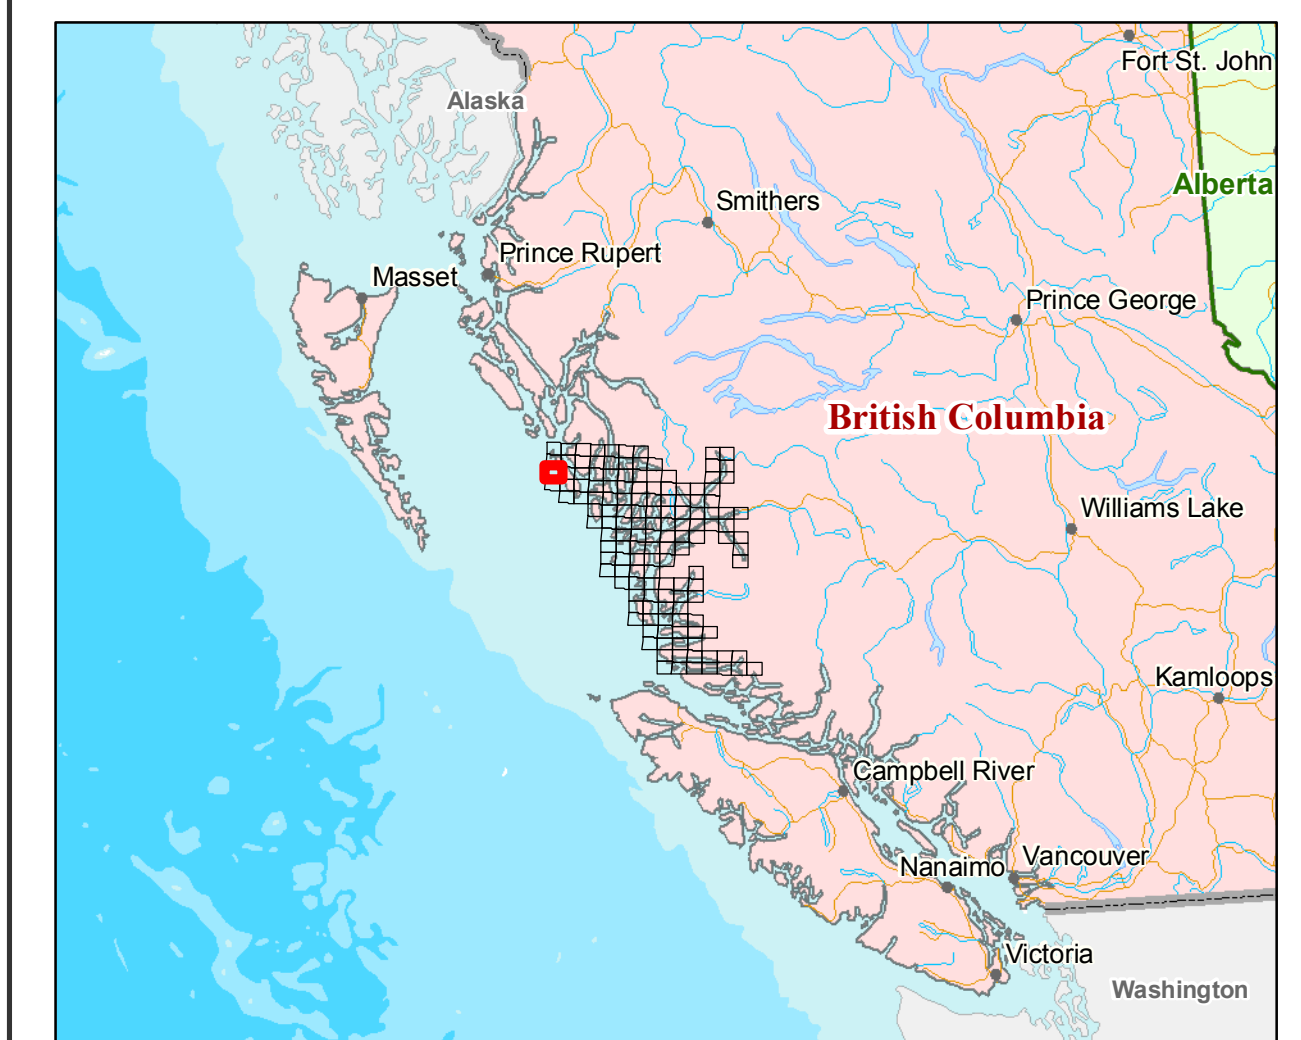 Fort St. John
Alaska
Alberta
Smithers
Prince Rupert
Masset
Prince George
British Columbia
Williams Lake
Kamloops
Campbell River
Vancouver
Nanaimo
Victoria
Washington